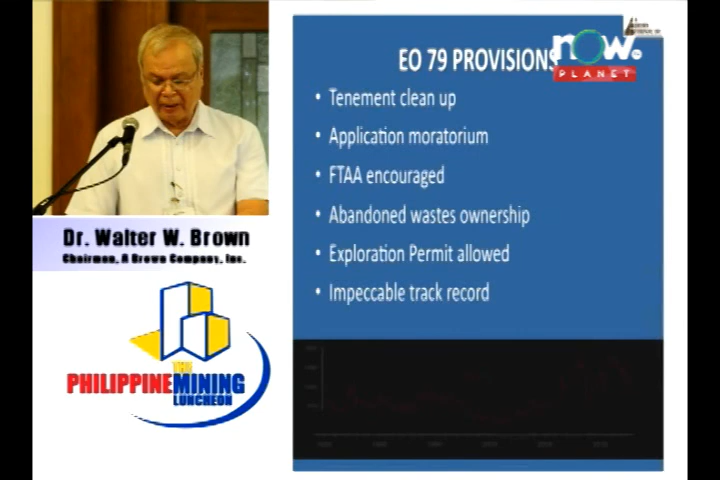 now.
PLANET
EO 79 PROVISIONS
• Tenement clean up
• Application moratorium
• FTAA encouraged
• Abandoned wastes ownership
• Exploration Permit allowed
• Impeccable track record
Dr. Walter W. Brown
Chairman, A Brown Company, Inc.
THE
PHILIPPINE MINING
LUNCHEON